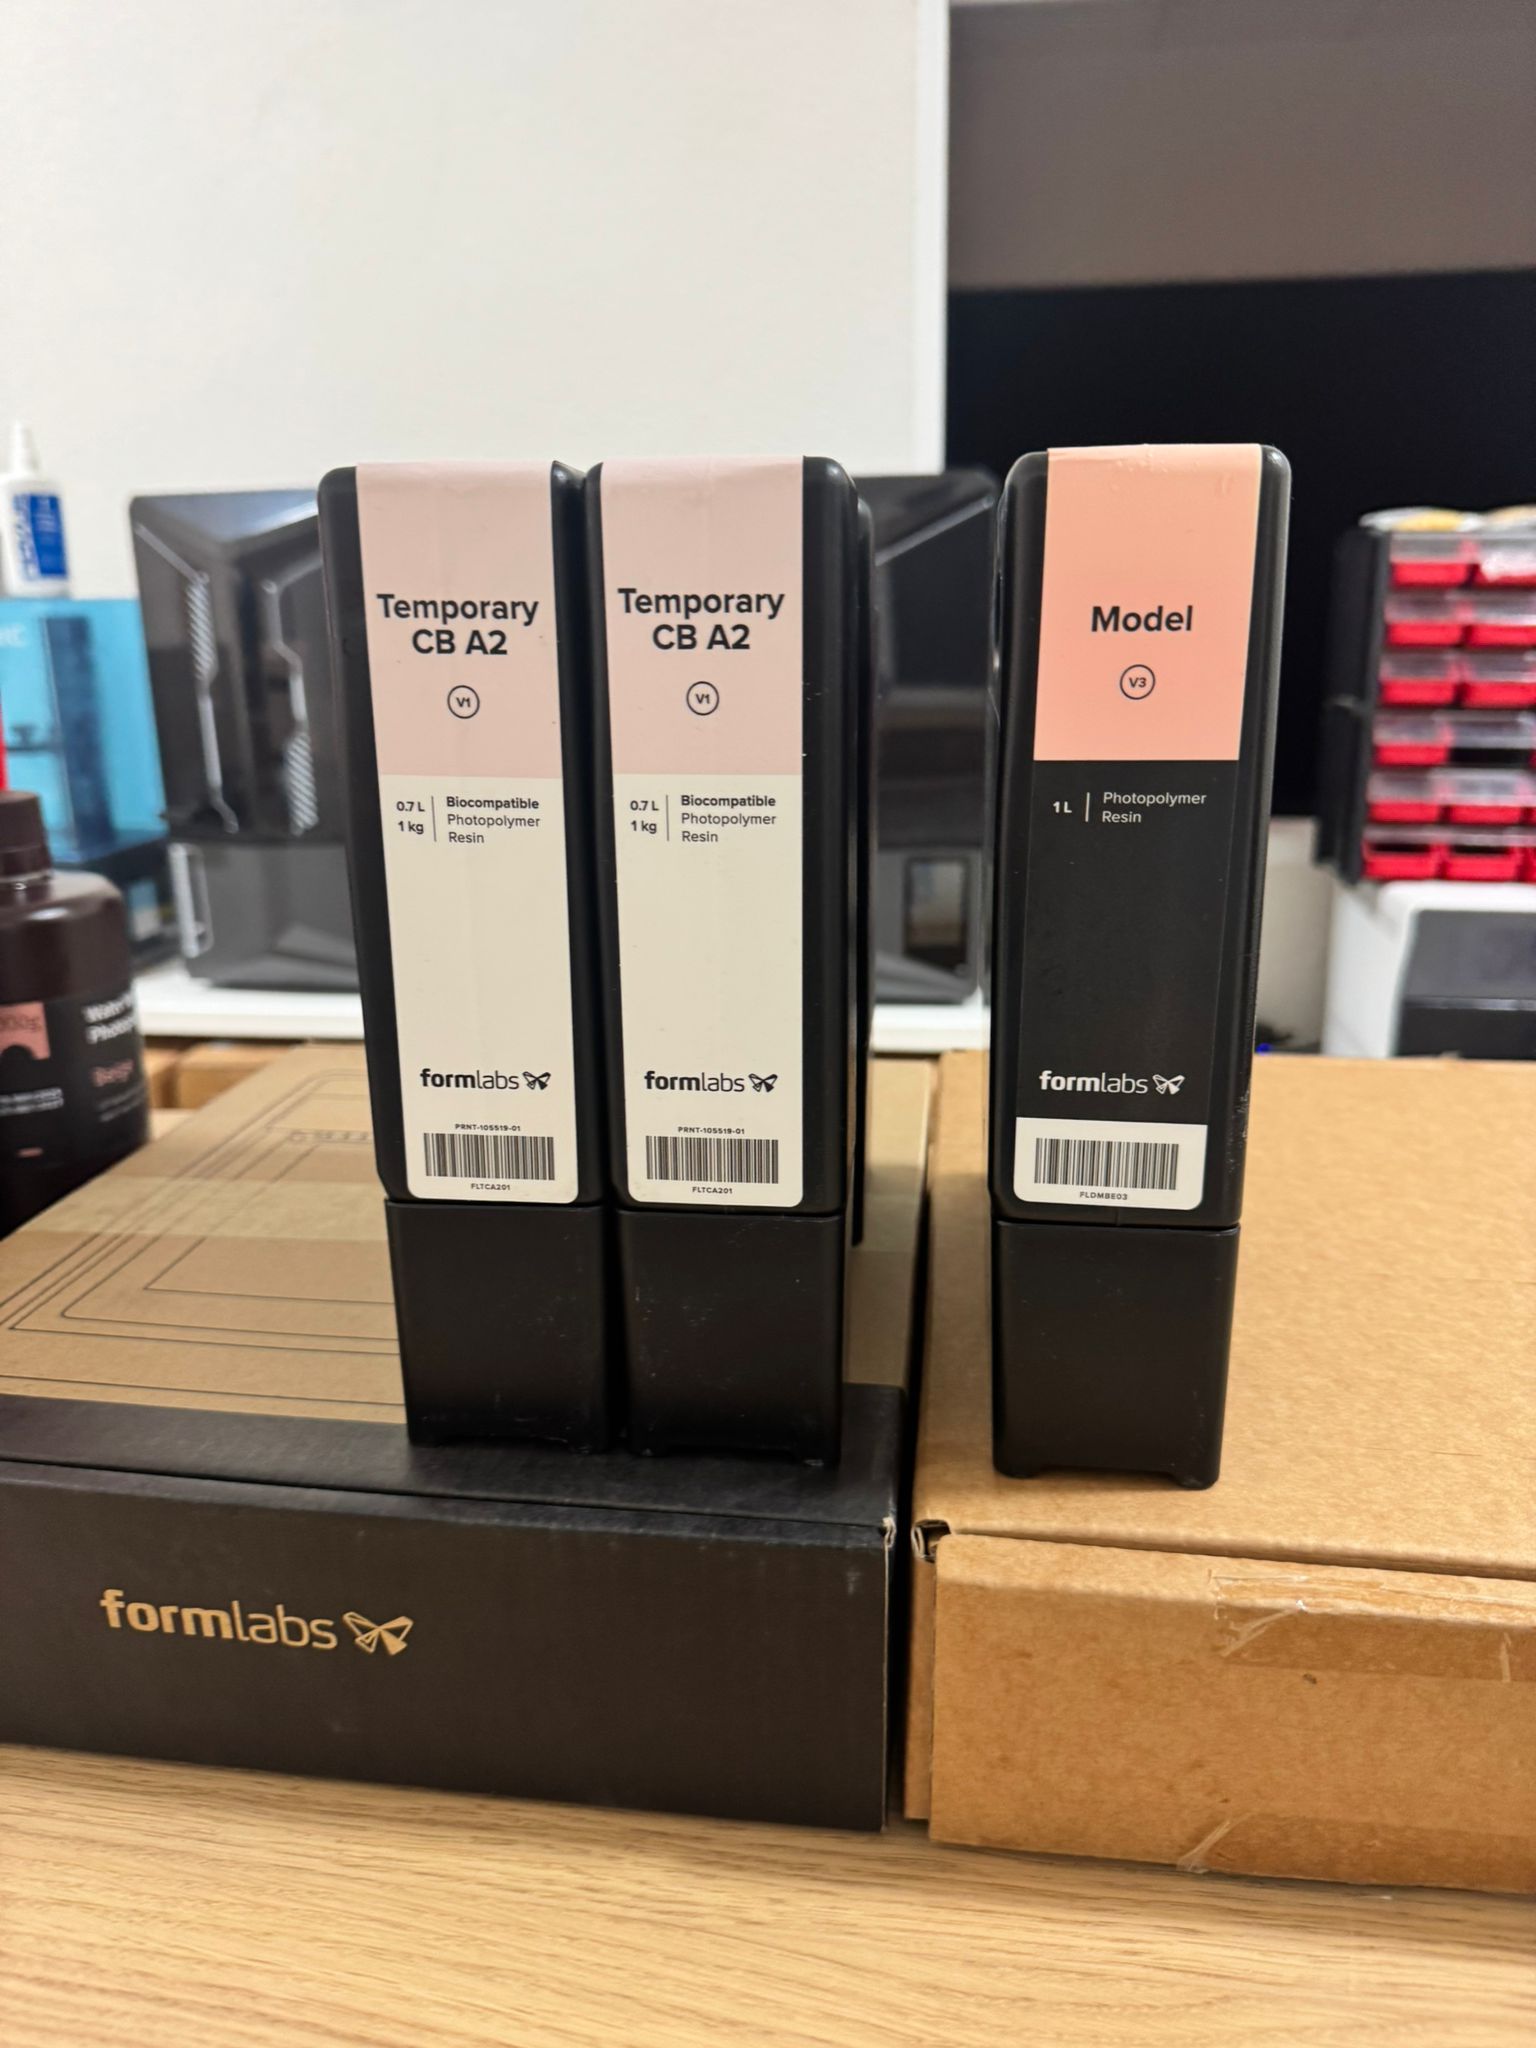 Temporary
CB A2
V1
0.7 L
1 kg
Biocompatible
Photopolymer
Resin
formlabs
PRNT-105519-01
FLTCA201
Temporary
CB A2
V1
0.7 L
1 kg
Biocompatible
Photopolymer
Resin
formlabs
PRNT-105519-01
FLTCA201
Model
V3
1 L
Photopolymer
Resin
formlabs
FLDMBE03
formlabs
Beige